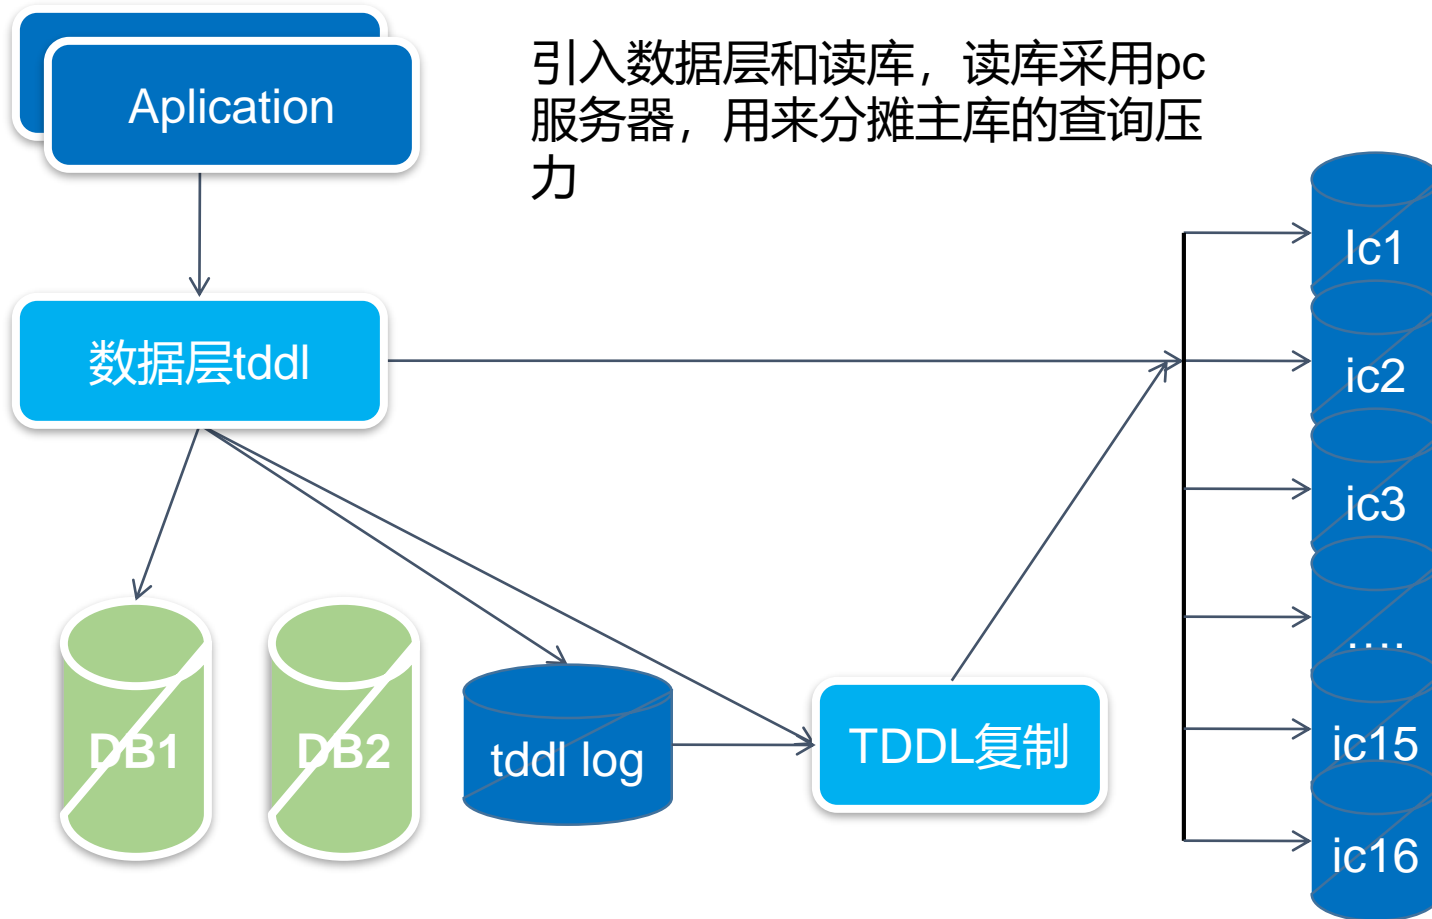 引入数据层和读库，读库采用pc
服务器，用来分摊主库的查询压
力
Aplication
数据层tddl
DB1
DB2
tddl log
TDDL复制
Ic1
ic2
ic3
....
ic15
ic16